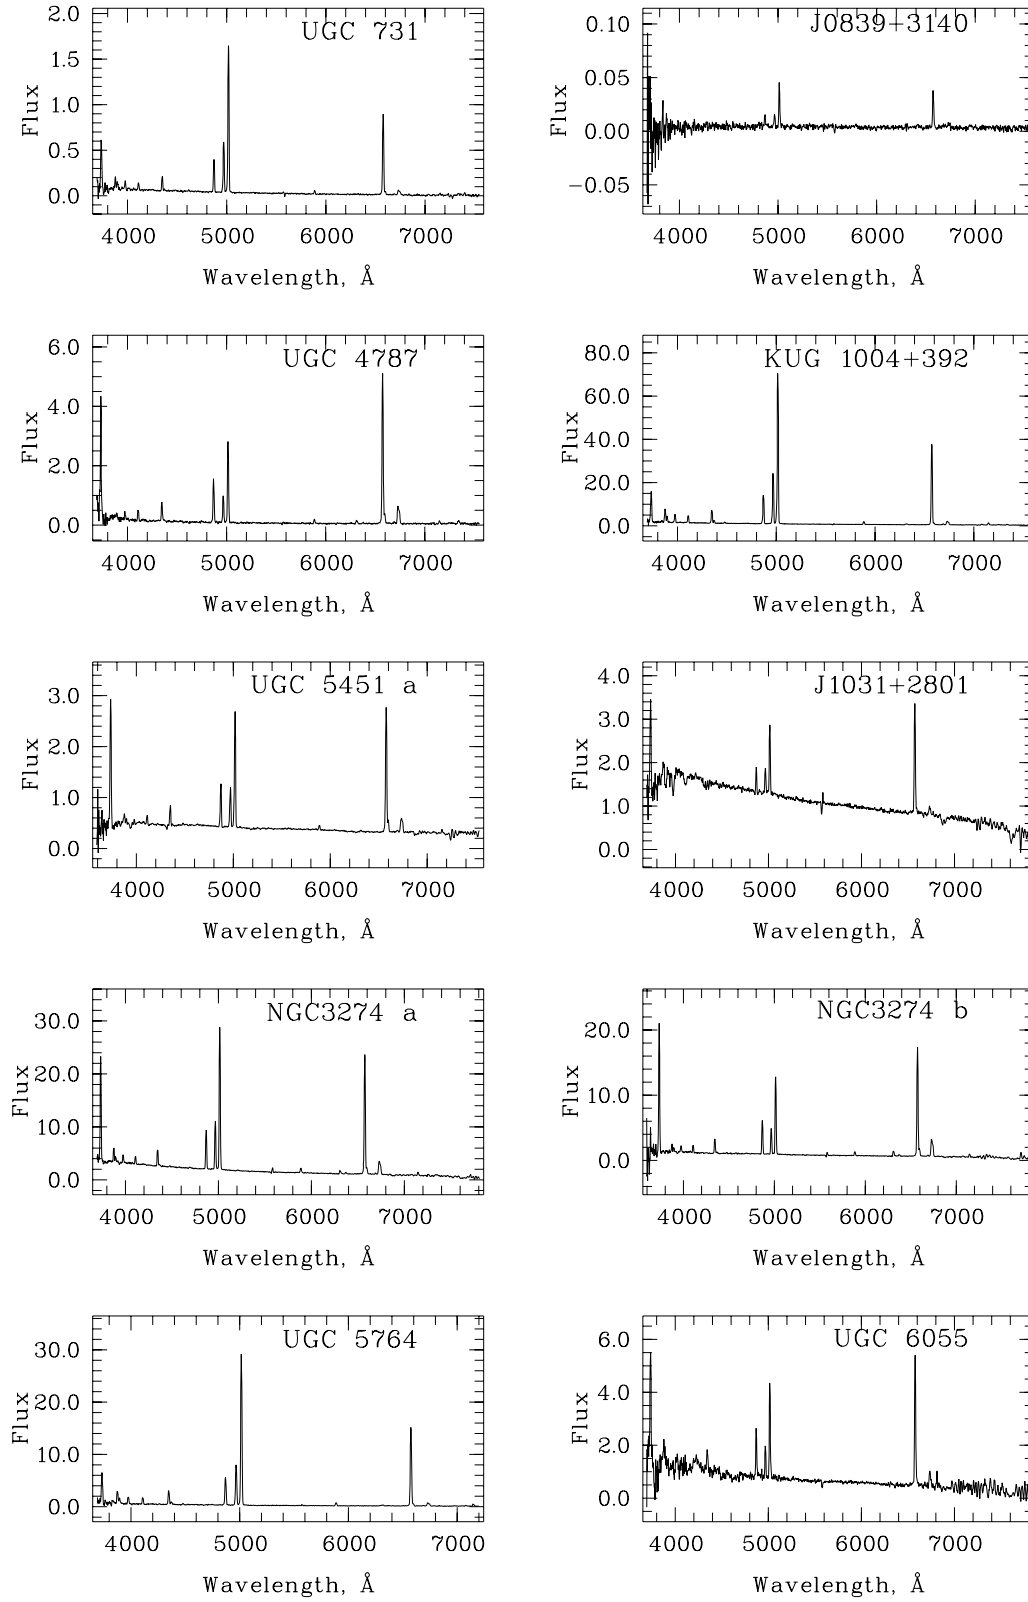 UGC 731
2.0
1.5
1.0
0.5
0.0
Flux
4000 5000 6000 7000
Wavelength, Å
J0839+3140
0.10
0.05
0.00
−0.05
Flux
4000 5000 6000 7000
Wavelength, Å
UGC 4787
6.0
4.0
2.0
0.0
Flux
4000 5000 6000 7000
Wavelength, Å
KUG 1004+392
80.0
60.0
40.0
20.0
0.0
Flux
4000 5000 6000 7000
Wavelength, Å
UGC 5451 a
3.0
2.0
1.0
0.0
Flux
4000 5000 6000 7000
Wavelength, Å
J1031+2801
4.0
3.0
2.0
1.0
0.0
Flux
4000 5000 6000 7000
Wavelength, Å
NGC3274 a
30.0
20.0
10.0
0.0
Flux
4000 5000 6000 7000
Wavelength, Å
NGC3274 b
20.0
10.0
0.0
Flux
4000 5000 6000 7000
Wavelength, Å
UGC 5764
30.0
20.0
10.0
0.0
Flux
4000 5000 6000 7000
Wavelength, Å
UGC 6055
6.0
4.0
2.0
0.0
Flux
4000 5000 6000 7000
Wavelength, Å